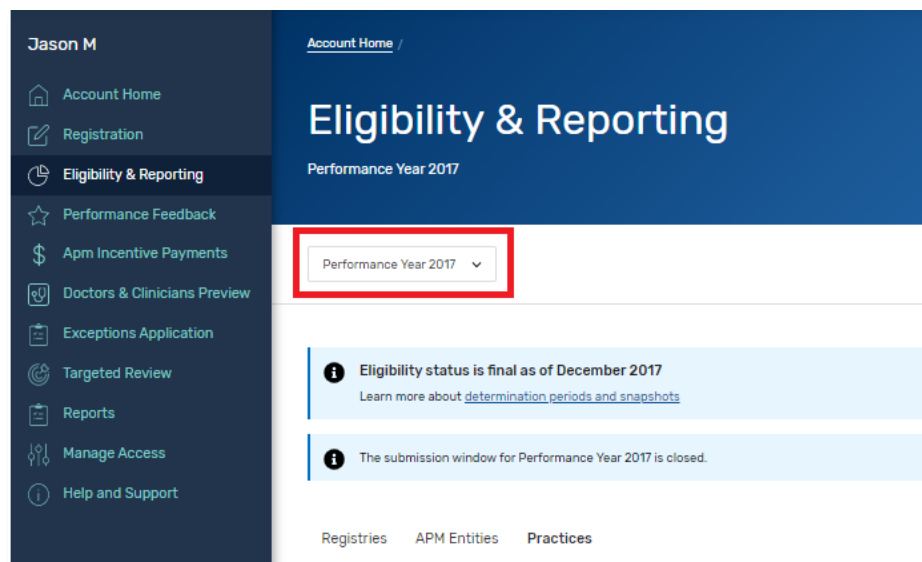 Jason M
Account Home
Registration
Eligibility & Reporting
Performance Feedback
Apm Incentive Payments
Doctors & Clinicians Preview
Exceptions Application
Targeted Review
Reports
Manage Access
Help and Support
Account Home /
Eligibility & Reporting
Performance Year 2017
Performance Year 2017
Eligibility status is final as of December 2017
Learn more about determination periods and snapshots
The submission window for Performance Year 2017 is closed.
Registries APM Entities Practices